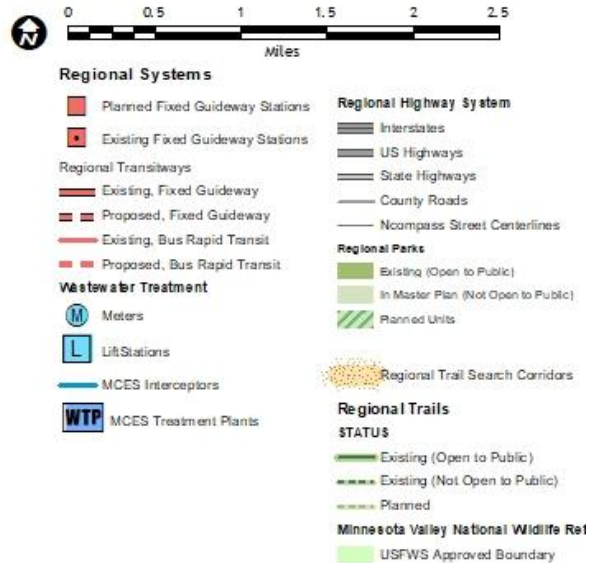 N
0 0.5 1 1.5 2 2.5
Miles
Regional Systems
Planned Fixed Guideway Stations
Existing Fixed Guideway Stations
Regional Transitways
Existing, Fixed Guideway
Proposed, Fixed Guideway
Existing, Bus Rapid Transit
Proposed, Bus Rapid Transit
Wastewater Treatment
M Meters
L LiftStations
MCES Interceptors
WTP MCES Treatment Plants
Regional Highway System
Interstates
US Highways
State Highways
County Roads
Ncompass Street Centerlines
Regional Parks
Existing (Open to Public)
In Master Plan (Not Open to Public)
Planned Units
Regional Trail Search Corridors
Regional Trails
STATUS
Existing (Open to Public)
Existing (Not Open to Public)
Planned
Minnesota Valley National Wildlife Ref
USFWS Approved Boundary